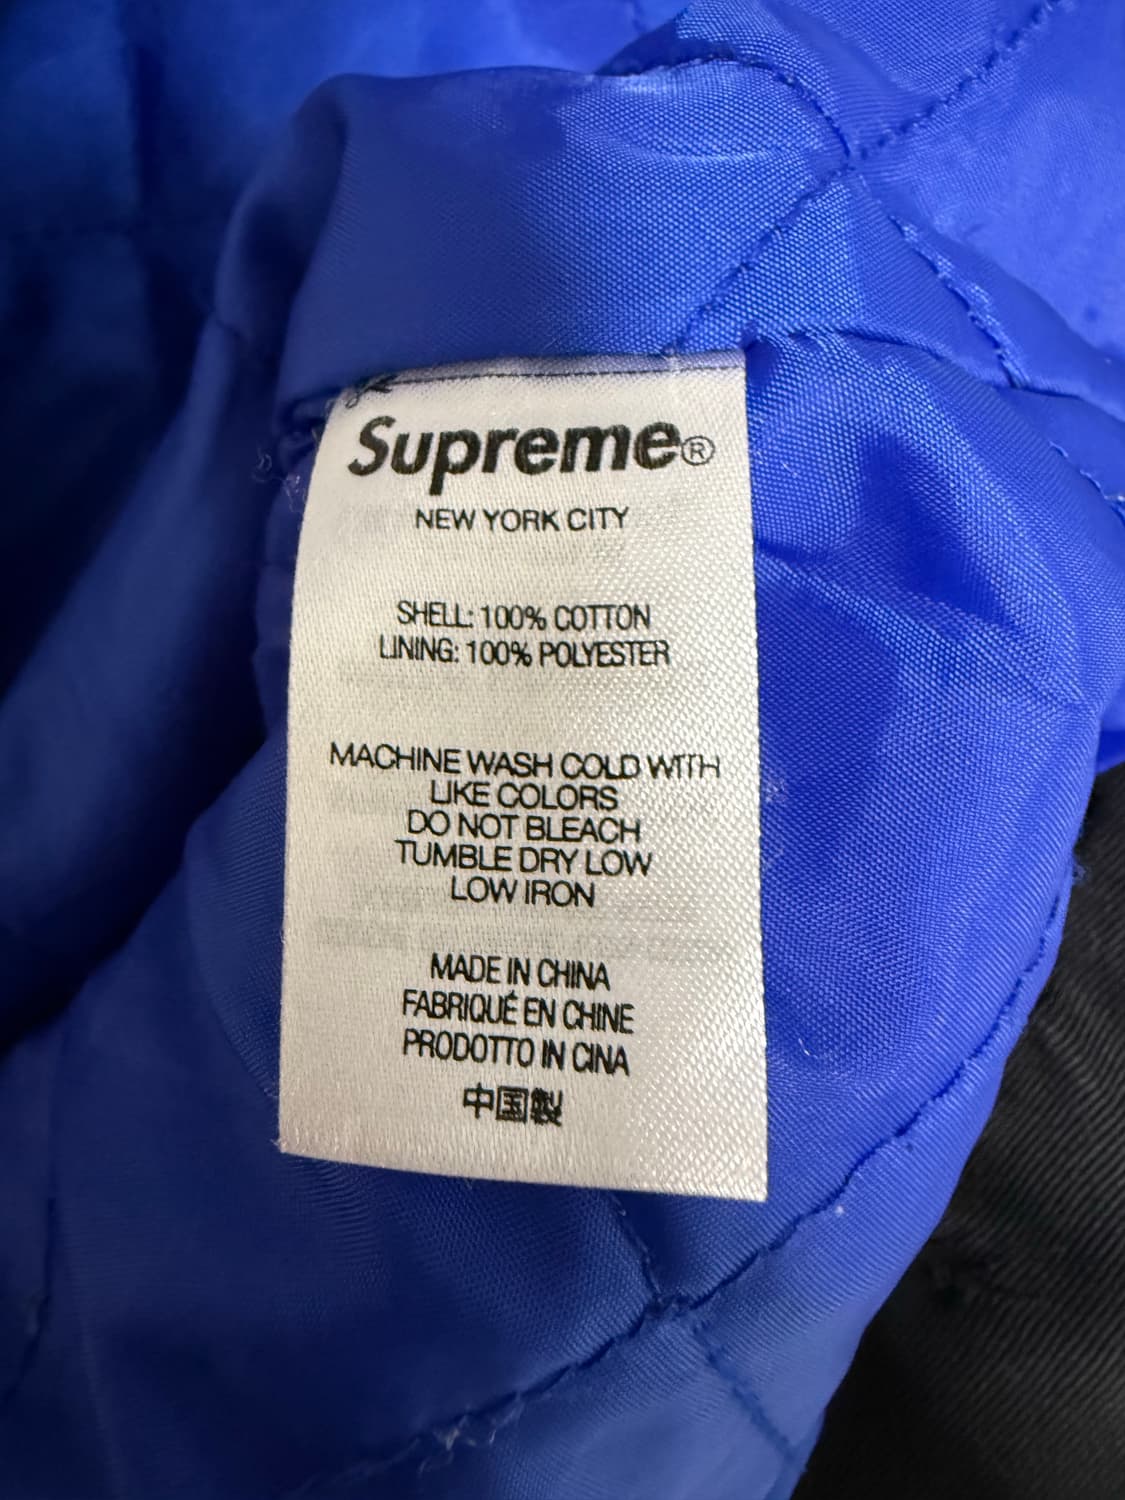 Supreme®
NEW YORK CITY
SHELL: 100% COTTON
LINING: 100% POLYESTER
MACHINE WASH COLD WITH
LIKE COLORS
DO NOT BLEACH
TUMBLE DRY LOW
LOW IRON
MADE IN CHINA
FABRIQUÉ EN CHINE
PRODOTTO IN CINA
中国製